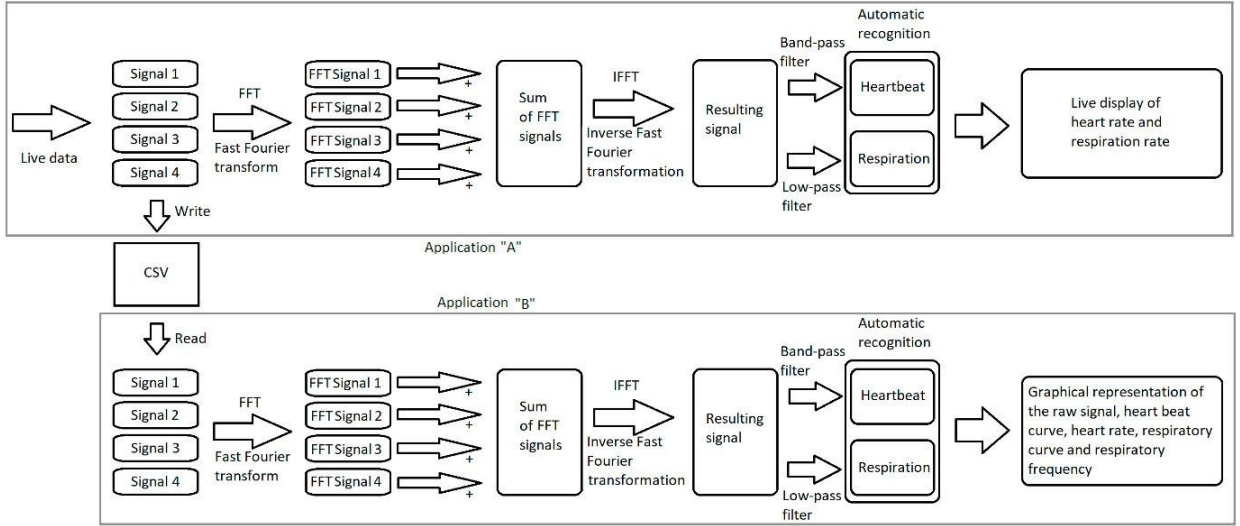 Live data
Signal 1
Signal 2
Signal 3
Signal 4
FFT
Fast Fourier
transform
FFT Signal 1
FFT Signal 2
FFT Signal 3
FFT Signal 4
+
+
+
+
Sum
of FFT
signals
IFFT
Inverse Fast
Fourier
transformation
Resulting
signal
Band-pass
filter
Low-pass
filter
Automatic
recognition
Heartbeat
Respiration
Live display of
heart rate and
respiration rate
Write
Application "A"
CSV
Application "B"
Read
Signal 1
Signal 2
Signal 3
Signal 4
FFT
Fast Fourier
transform
FFT Signal 1
FFT Signal 2
FFT Signal 3
FFT Signal 4
+
+
+
+
Sum
of FFT
signals
IFFT
Inverse Fast
Fourier
transformation
Resulting
signal
Band-pass
filter
Low-pass
filter
Automatic
recognition
Heartbeat
Respiration
Graphical representation of
the raw signal, heart beat
curve, heart rate, respiratory
curve and respiratory
frequency